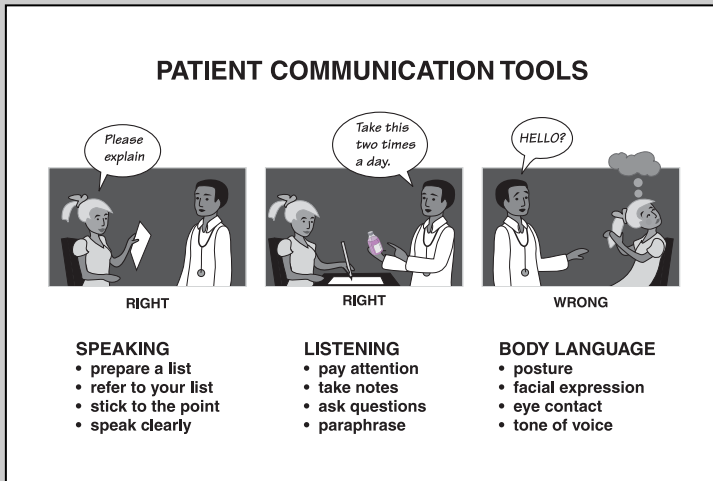 PATIENT COMMUNICATION TOOLS
Please
explain
Take this
two times
a day.
HELLO?
RIGHT
RIGHT
WRONG
SPEAKING
• prepare a list
• refer to your list
• stick to the point
• speak clearly
LISTENING
• pay attention
• take notes
• ask questions
• paraphrase
BODY LANGUAGE
• posture
• facial expression
• eye contact
• tone of voice